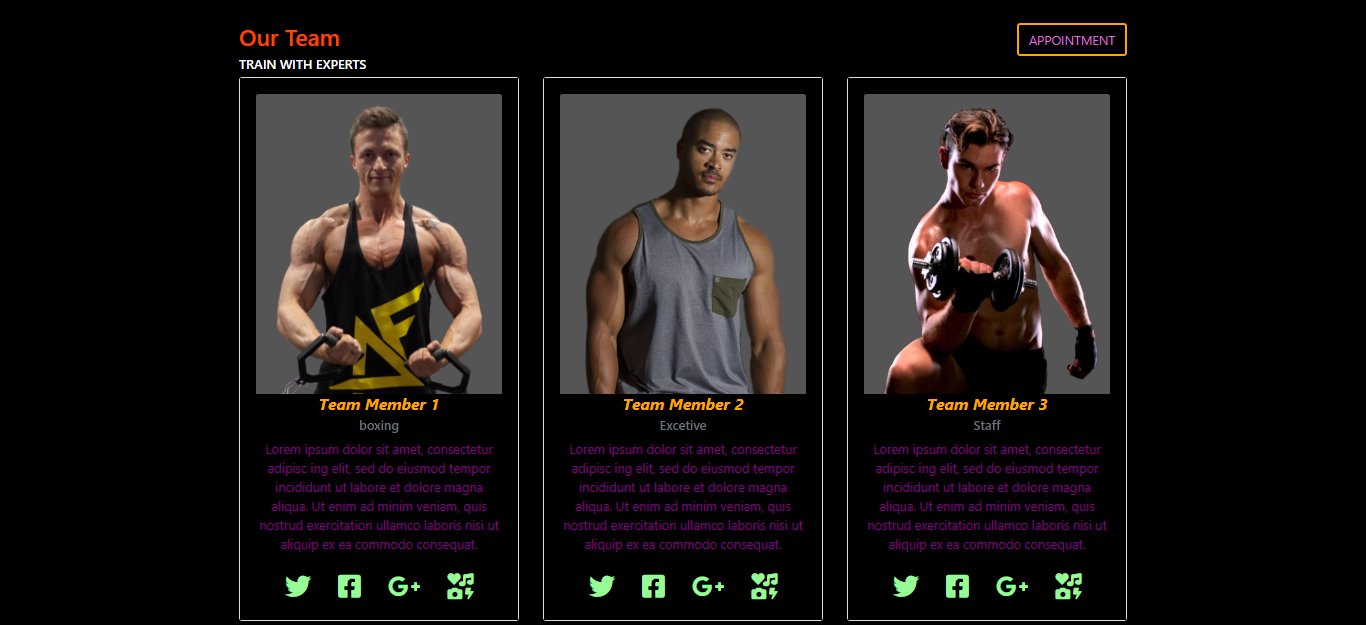 Our Team
APPOINTMENT
TRAIN WITH EXPERTS
Team Member 1
boxing
Lorem ipsum dolor sit amet, consectetur
adipisc ing elit, sed do eiusmod tempor
incididunt ut labore et dolore magna
aliqua. Ut enim ad minim veniam, quis
nostrud exercitation ullamco laboris nisi ut
aliquip ex ea commodo consequat.
G+
Team Member 2
Excetive
Lorem ipsum dolor sit amet, consectetur
adipisc ing elit, sed do eiusmod tempor
incididunt ut labore et dolore magna
aliqua. Ut enim ad minim veniam, quis
nostrud exercitation ullamco laboris nisi ut
aliquip ex ea commodo consequat.
G+
Team Member 3
Staff
Lorem ipsum dolor sit amet, consectetur
adipisc ing elit, sed do eiusmod tempor
incididunt ut labore et dolore magna
aliqua. Ut enim ad minim veniam, quis
nostrud exercitation ullamco laboris nisi ut
aliquip ex ea commodo consequat.
G+